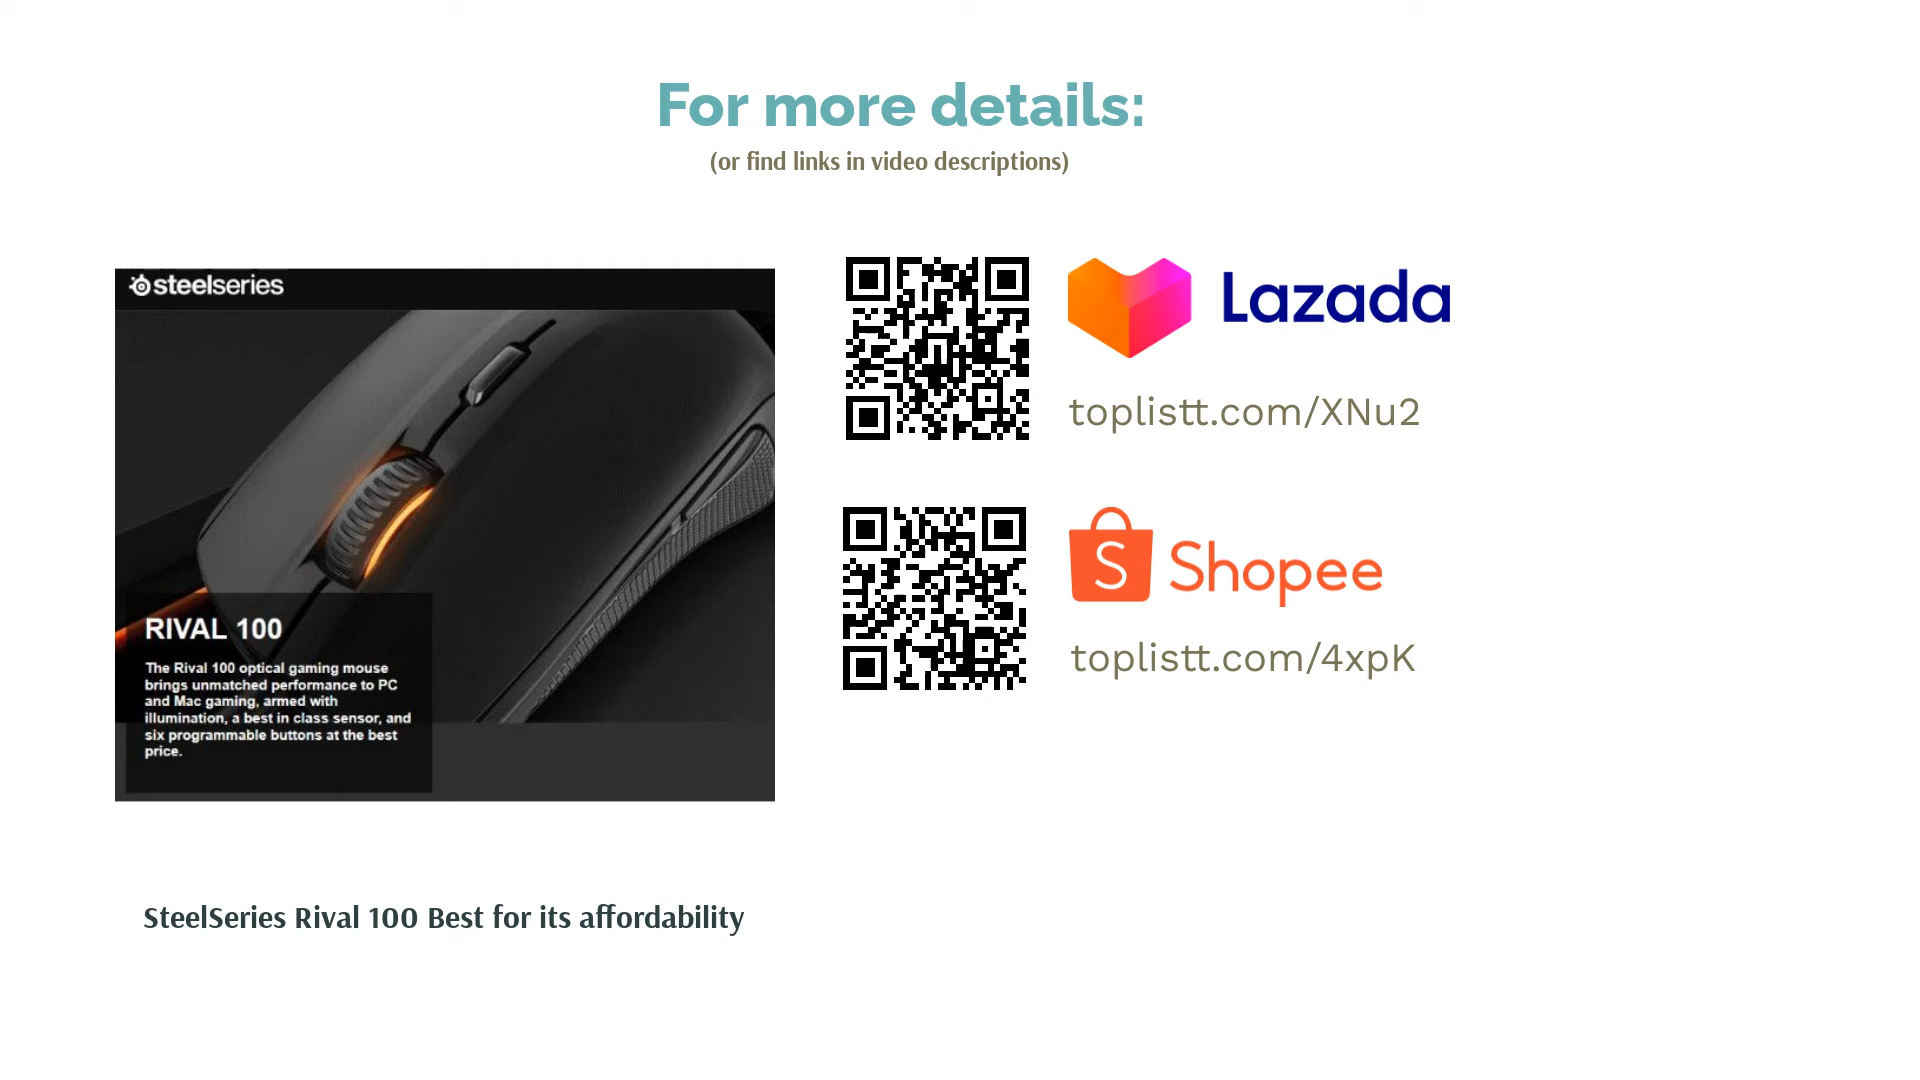 For more details:
(or find links in video descriptions)
steelseries
RIVAL 100
The Rival 100 optical gaming mouse
brings unmatched performance to PC
and Mac gaming, armed with
illumination, a best in class sensor, and
six programmable buttons at the best
price.
Lazada
toplistt.com/XNu2
S Shopee
toplistt.com/4xpK
SteelSeries Rival 100 Best for its affordability